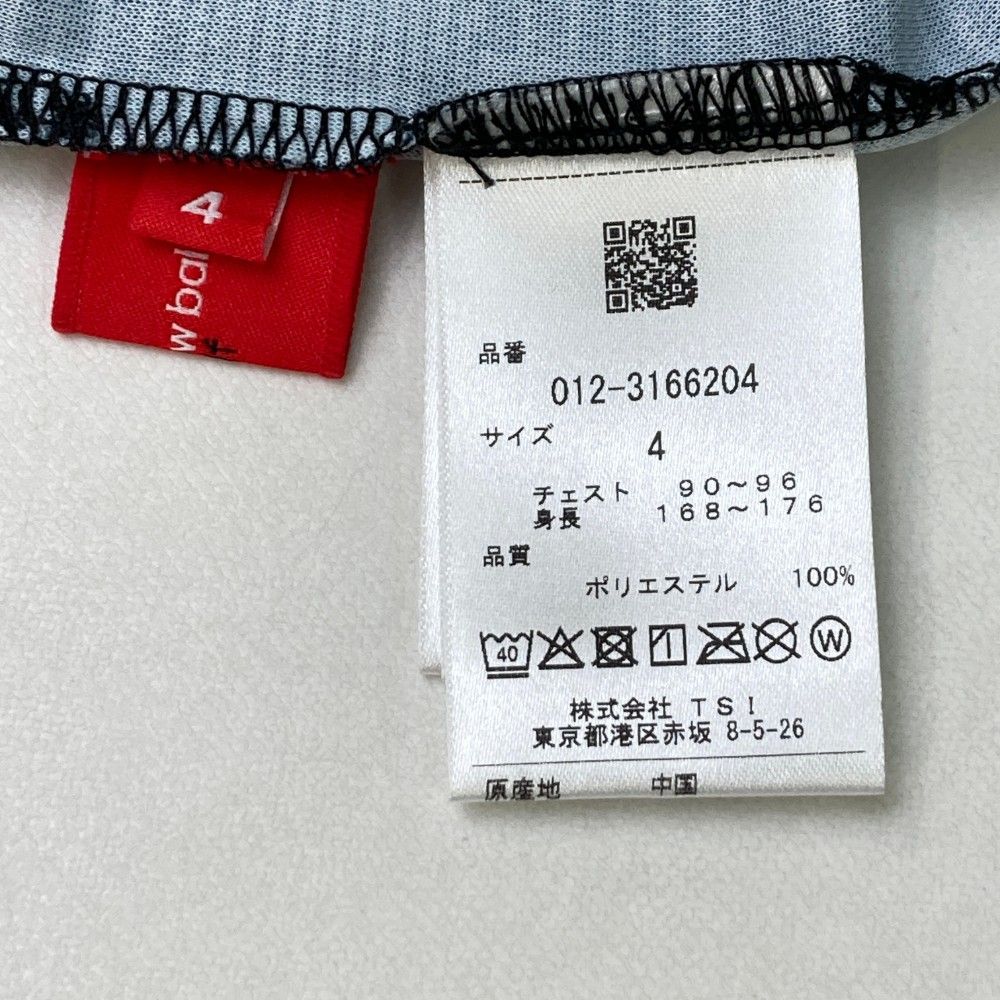 4
w bal
品番
012-3166204
サイズ
4
チェスト 90～96
身長 168～176
品質
ポリエステル 100%
40
W
株式会社 TSI
東京都港区赤坂 8-5-26
原産地 中国